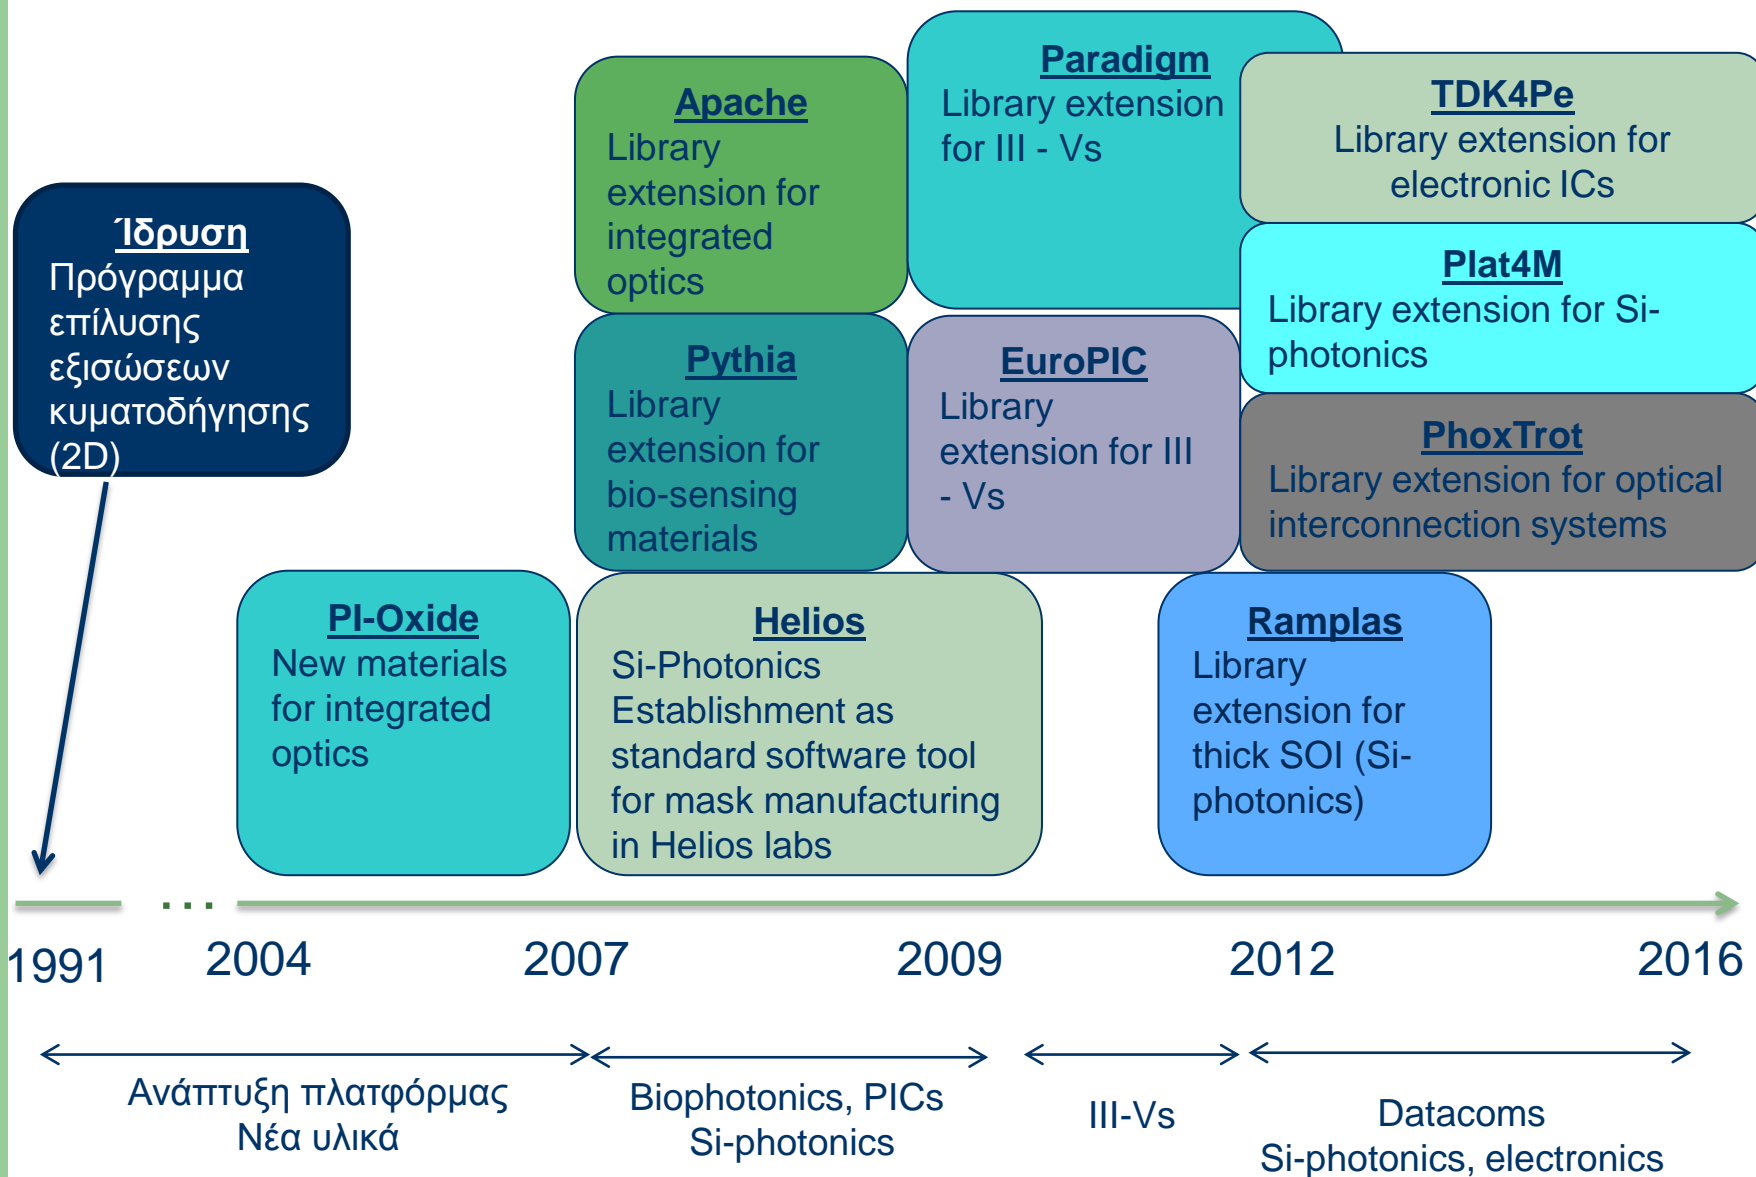 Ίδρυση
Πρόγραμμα
επίλυσης
εξισώσεων
κυματοδήγησης
(2D)
Apache
Library
extension for
integrated
optics
Paradigm
Library extension
for III - Vs
TDK4Pe
Library extension for
electronic ICs
Plat4M
Library extension for Si-
photonics
Pythia
Library
extension for
bio-sensing
materials
EuroPIC
Library
extension for III
- Vs
PhoxTrot
Library extension for optical
interconnection systems
PI-Oxide
New materials
for integrated
optics
Helios
Si-Photonics
Establishment as
standard software tool
for mask manufacturing
in Helios labs
Ramplas
Library
extension for
thick SOI (Si-
photonics)
...
1991 2004 2007 2009 2012 2016
Ανάπτυξη πλατφόρμας
Νέα υλικά
Biophotonics, PICs
Si-photonics
III-Vs
Datacoms
Si-photonics, electronics